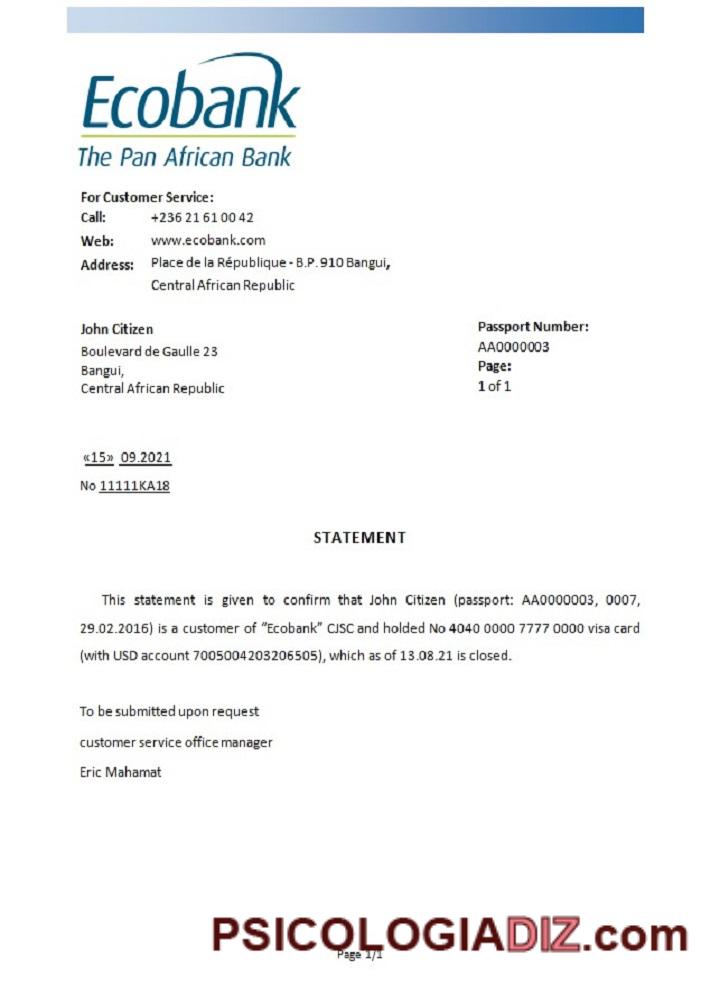 Ecobank
The Pan African Bank
For Customer Service:
Call: +236 21 61 00 42
Web: www.ecobank.com
Address: Place de la République - B.P. 910 Bangui,
Central African Republic
John Citizen
Boulevard de Gaulle 23
Bangui,
Central African Republic
Passport Number:
AA0000003
Page:
1 of 1
«15» 09.2021
No 11111KA18
STATEMENT
This statement is given to confirm that John Citizen (passport: AA0000003, 0007,
29.02.2016) is a customer of "Ecobank" CJSC and holded No 4040 0000 7777 0000 visa card
(with USD account 7005004203206505), which as of 13.08.21 is closed.
To be submitted upon request
customer service office manager
Eric Mahamat
PSICOLOGIADIZ.com
Page 1/1